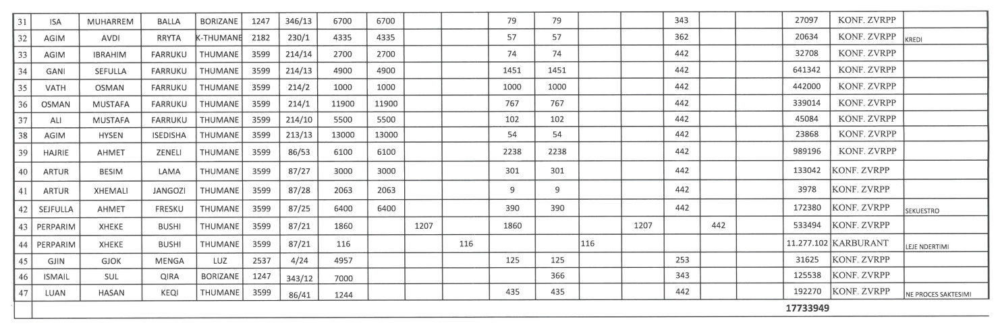 31 ISA MUHARREM BALLA BORIZANE 1247 346/13 6700 6700 79 79 343 27097 KONF. ZVRPP
32 AGIM AVDI RRYTA K-THUMANE 2182 230/1 4335 4335 57 57 362 20634 KONF. ZVRPP KREDI
33 AGIM IBRAHIM FARRUKU THUMANE 3599 214/14 2700 2700 74 74 442 32708 KONF. ZVRPP
34 GANI SEFULLA FARRUKU THUMANE 3599 214/13 4900 4900 1451 1451 442 641342 KONF. ZVRPP
35 VATH OSMAN FARRUKU THUMANE 3599 214/2 1000 1000 1000 1000 442 442000 KONF. ZVRPP
36 OSMAN MUSTAFA FARRUKU THUMANE 3599 214/1 11900 11900 767 767 442 339014 KONF. ZVRPP
37 ALI MUSTAFA FARRUKU THUMANE 3599 214/10 5500 5500 102 102 442 45084 KONF. ZVRPP
38 AGIM HYSEN ISEDISHA THUMANE 3599 213/13 13000 13000 54 54 442 23868 KONF. ZVRPP
39 HAJRIE AHMET ZENELI THUMANE 3599 86/53 6100 6100 2238 2238 442 989196 KONF. ZVRPP
40 ARTUR BESIM LAMA THUMANE 3599 87/27 3000 3000 301 301 442 133042 KONF. ZVRPP
41 ARTUR XHEMALI JANGOZI THUMANE 3599 87/28 2063 2063 9 9 442 3978 KONF. ZVRPP
42 SEJFULLA AHMET FRESKU THUMANE 3599 87/25 6400 6400 390 390 442 172380 KONF. ZVRPP SEKUESTRO
43 PERPARIM XHEKE BUSHI THUMANE 3599 87/21 1860 1207 1860 1207 442 533494 KONF. ZVRPP
44 PERPARIM XHEKE BUSHI THUMANE 3599 87/21 116 116 116 11.277.102 KARBURANT LEJE NDERTIMI
45 GJIN GJOK MENGA LUZ 2537 4/24 4957 125 125 253 31625 KONF. ZVRPP
46 ISMAIL SUL QIRA BORIZANE 1247 343/12 7000 366 343 125538 KONF. ZVRPP
47 LUAN HASAN KEQI THUMANE 3599 86/41 1244 435 435 442 192270 KONF. ZVRPP NE PROCES SAKTESIMI
17733949